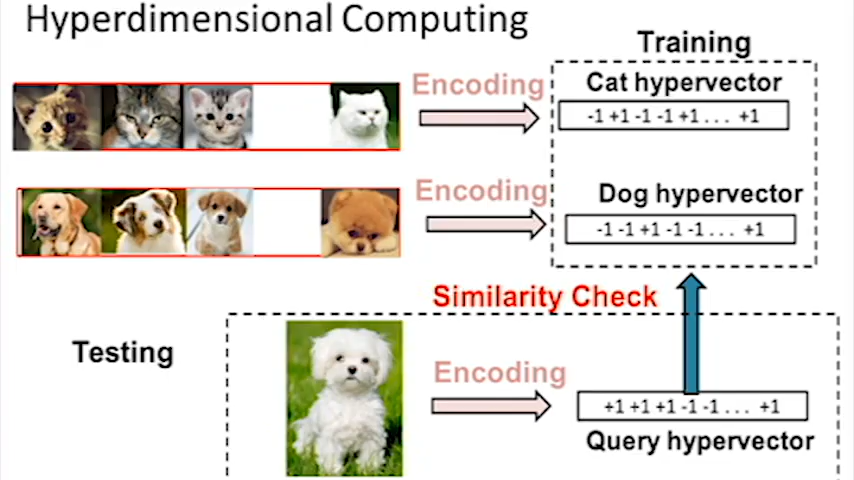 Hyperdimensional Computing
Training
Encoding
Cat hypervector
-1 +1 -1 -1 +1 . . . +1
Encoding
Dog hypervector
-1 -1 +1 -1 -1 . . . +1
Similarity Check
Testing
Encoding
+1 +1 +1 -1 -1 . . . +1
Query hypervector